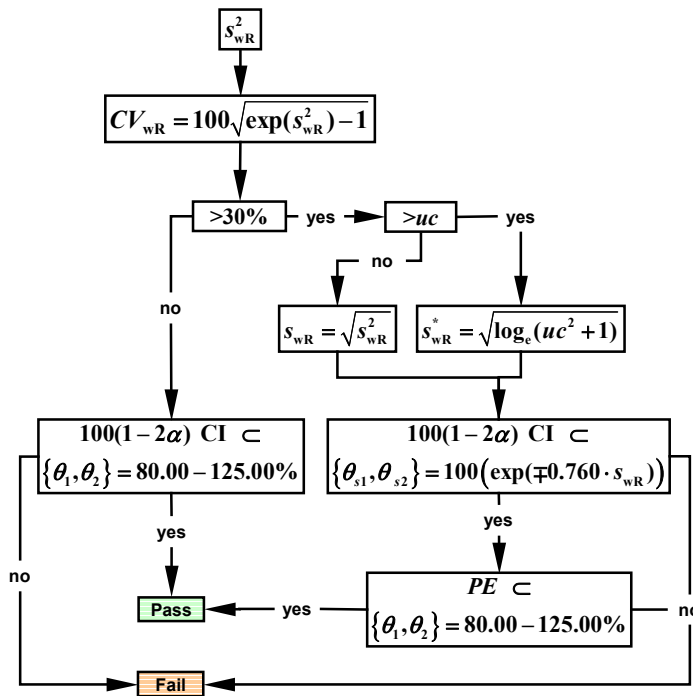 s²wR
CVwR = 100√(exp(s²wR) − 1)
>30%
yes
>uc
yes
no
no
swR = √(s²wR)
s*wR = √(logₑ(uc² + 1))
100(1 − 2α) CI ⊂
{θ₁, θ₂} = 80.00 − 125.00%
100(1 − 2α) CI ⊂
{θs1, θs2} = 100(exp(∓0.760 · swR))
yes
yes
no
no
Pass
yes
PE ⊂
{θ₁, θ₂} = 80.00 − 125.00%
Fail